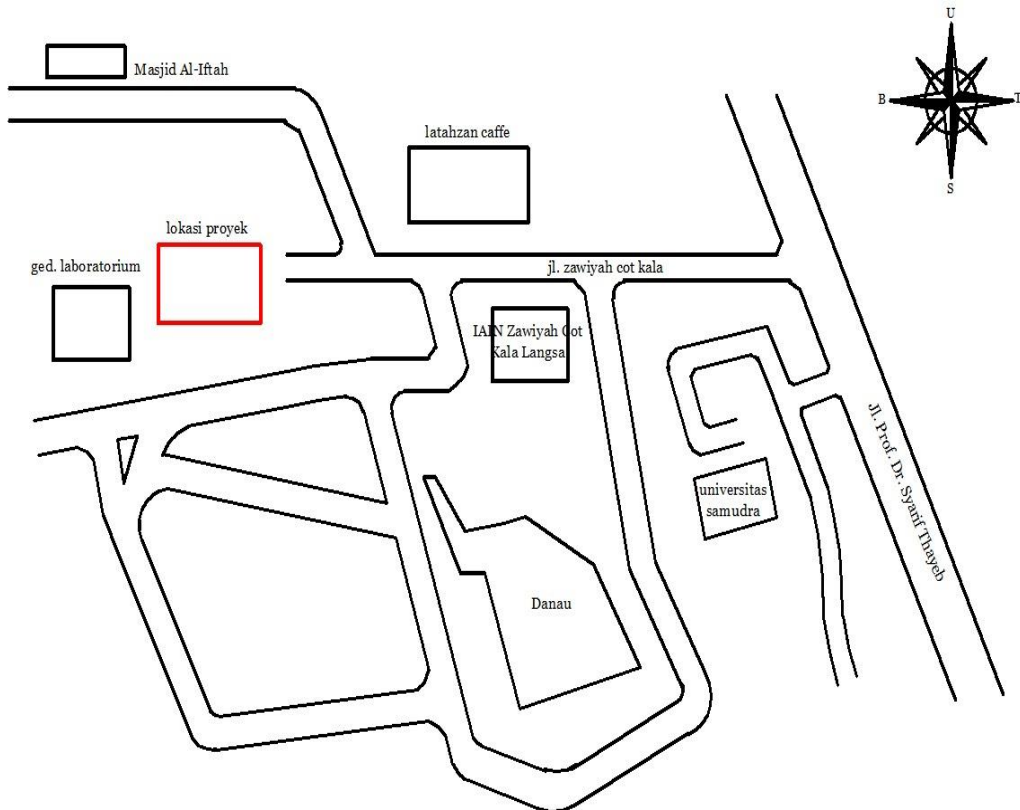 U
Masjid Al-Iftah
B
T
latahzan caffe
S
lokasi proyek
ged. laboratorium
jl. zawiyah cot kala
IAIN Zawiyah Cot
Kala Langsa
Jl. Prof. Dr. Syarif Thayeb
universitas
samudra
Danau